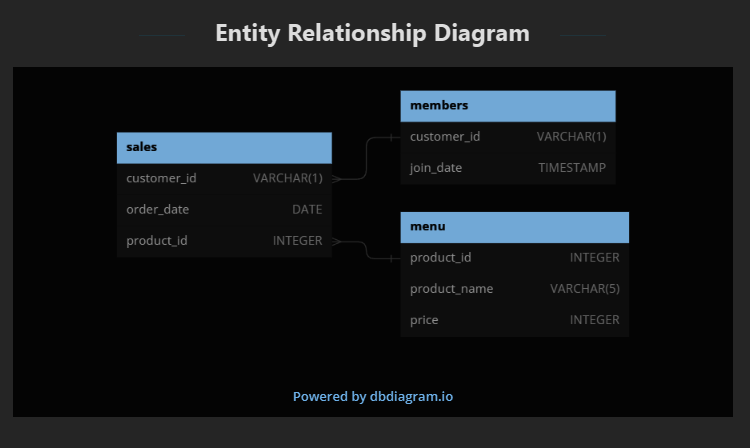 Entity Relationship Diagram
sales
customer_id VARCHAR(1)
order_date DATE
product_id INTEGER
members
customer_id VARCHAR(1)
join_date TIMESTAMP
menu
product_id INTEGER
product_name VARCHAR(5)
price INTEGER
Powered by dbdiagram.io